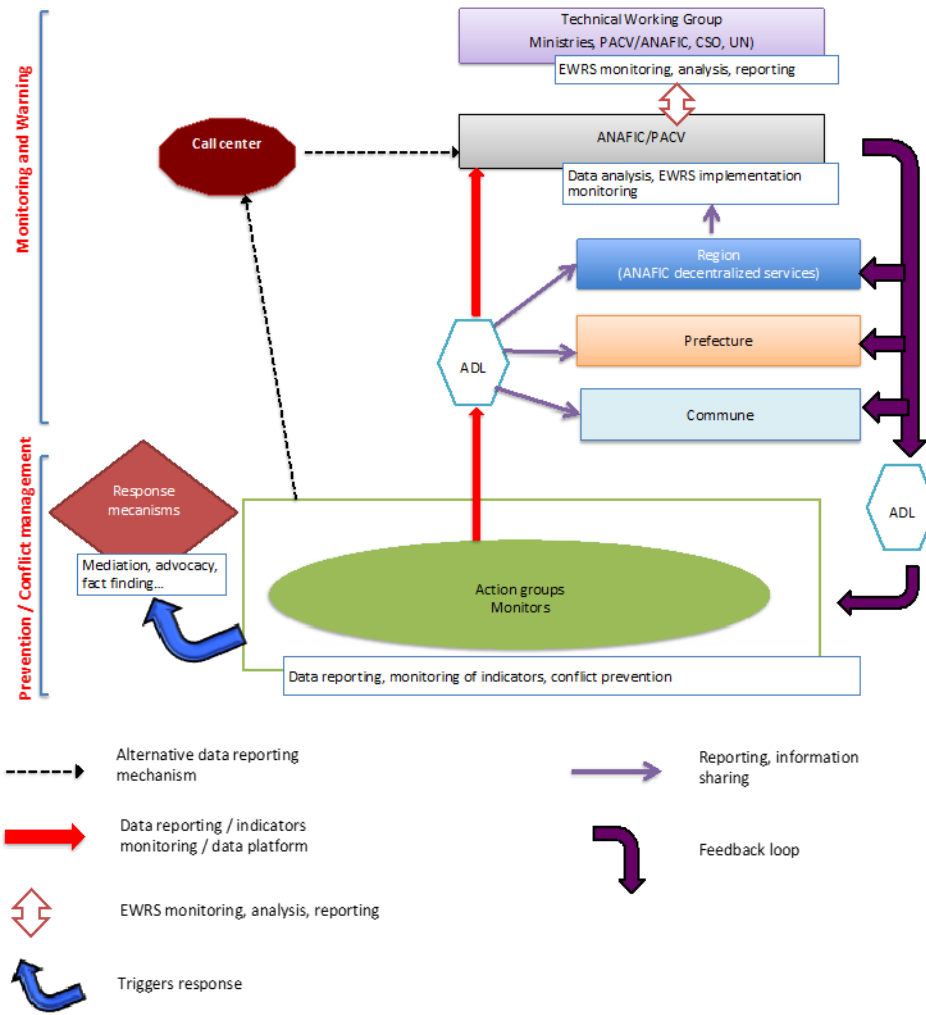 Technical Working Group
Ministries, PACV/ANAFIC, CSO, UN)
EWRS monitoring, analysis, reporting
Monitoring and Warning
Call center
ANAFIC/PACV
Data analysis, EWRS implementation
monitoring
Region
(ANAFIC decentralized services)
ADL
Prefecture
Commune
Prevention / Conflict management
Response
mechanisms
Mediation, advocacy,
fact finding...
ADL
Action groups
Monitors
Data reporting, monitoring of indicators, conflict prevention
Alternative data reporting
mechanism
Reporting, information
sharing
Data reporting / indicators
monitoring / data platform
Feedback loop
EWRS monitoring, analysis, reporting
Triggers response